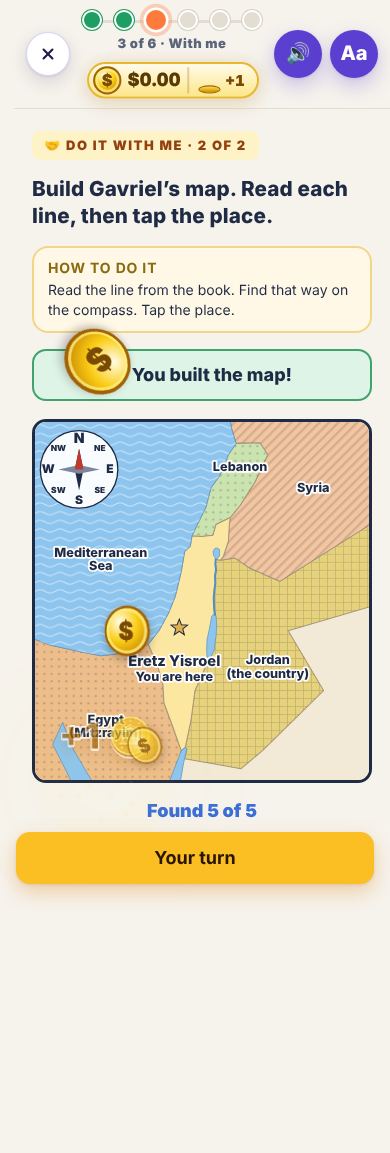 3 of 6 · With me
$ $0.00 +1
Aa
🤝 DO IT WITH ME · 2 OF 2
Build Gavriel’s map. Read each
line, then tap the place.
HOW TO DO IT
Read the line from the book. Find that way on
the compass. Tap the place.
$
You built the map!
N
NW NE
W E
SW SE
S
Lebanon
Syria
Mediterranean
Sea
$
Eretz Yisroel
You are here
Jordan
(the country)
Egypt
(Mitzrayim)
+1 $
Found 5 of 5
Your turn